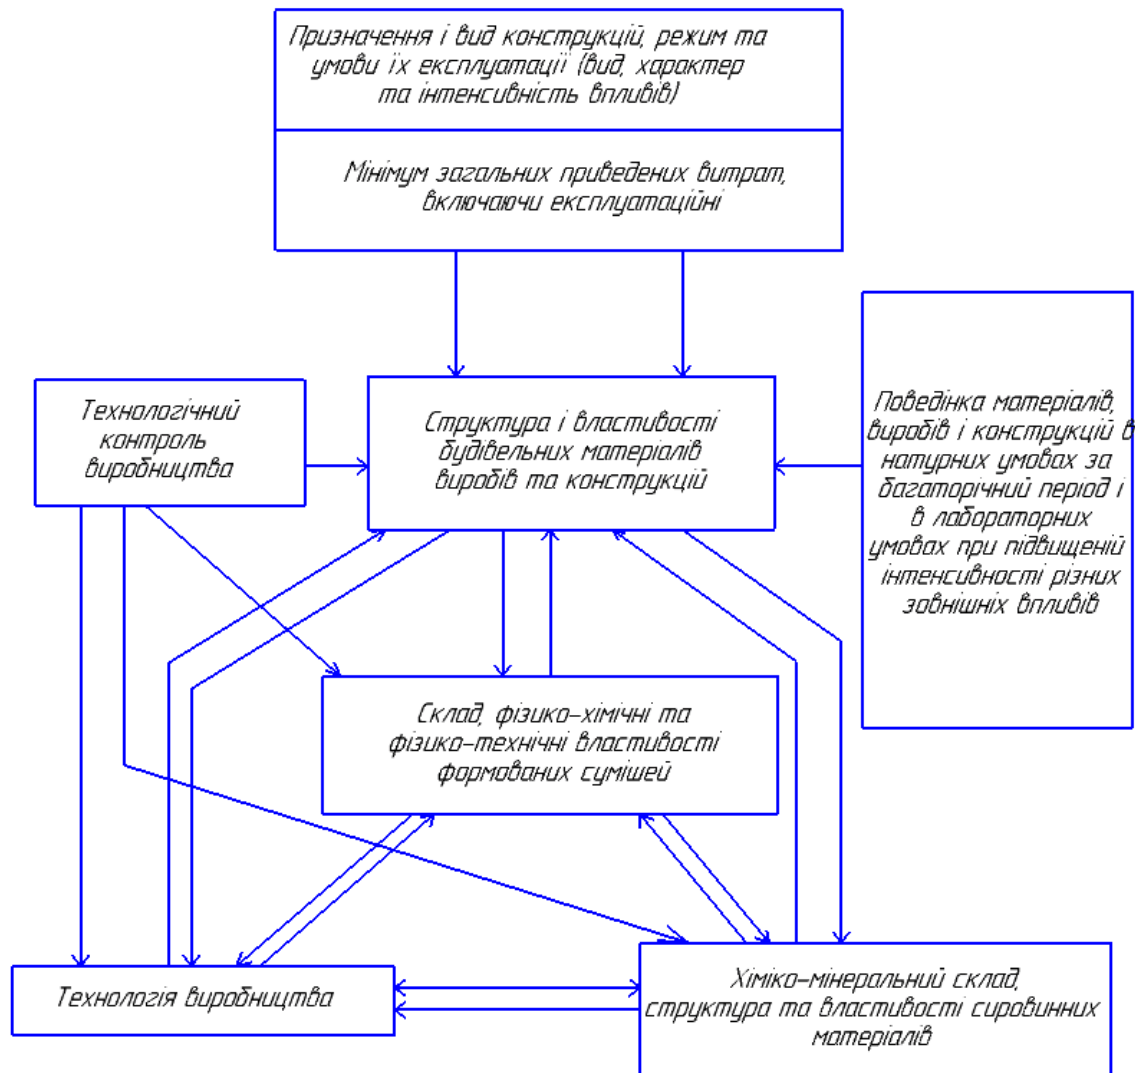 Призначення і вид конструкцій, режим та
умови їх експлуатації (вид, характер
та інтенсивність впливів)
Мінімум загальних приведених витрат,
включаючи експлуатаційні
Технологічний
контроль
виробництва
Структура і властивості
будівельних матеріалів
виробів та конструкцій
Поведінка матеріалів,
виробів і конструкцій в
натурних умовах за
багаторічний період і
в лабораторних
умовах при підвищеній
інтенсивності різних
зовнішніх впливів
Склад, фізико-хімічні та
фізико-технічні властивості
формованих сумішей
Технологія виробництва
Хіміко-мінеральний склад,
структура та властивості сировинних
матеріалів